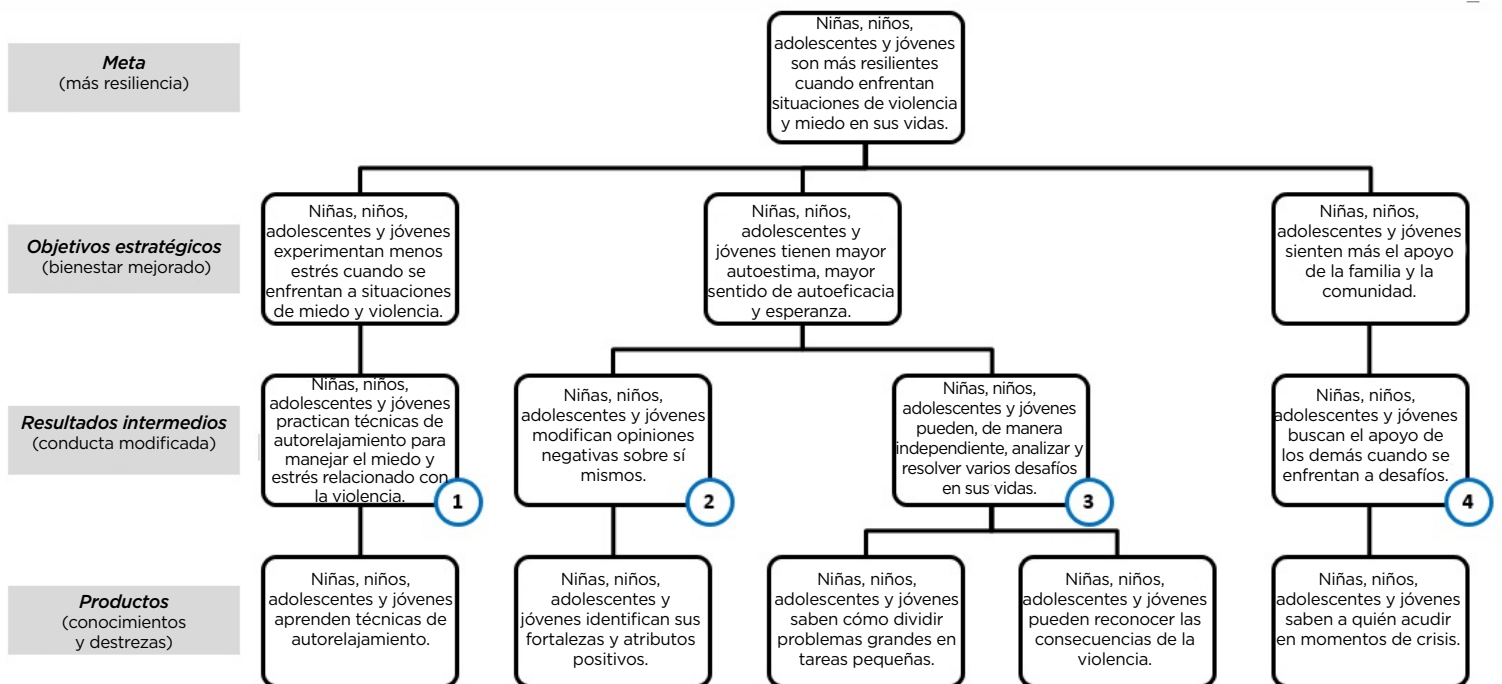 Meta
(más resiliencia)
Niñas, niños,
adolescentes y jóvenes
son más resilientes
cuando enfrentan
situaciones de violencia
y miedo en sus vidas.
Objetivos estratégicos
(bienestar mejorado)
Niñas, niños,
adolescentes y jóvenes
experimentan menos
estrés cuando se
enfrentan a situaciones
de miedo y violencia.
Niñas, niños,
adolescentes y
jóvenes tienen mayor
autoestima, mayor
sentido de autoeficacia
y esperanza.
Niñas, niños,
adolescentes y jóvenes
sienten más el apoyo
de la familia y la
comunidad.
Resultados intermedios
(conducta modificada)
Niñas, niños,
adolescentes y jóvenes
practican técnicas de
autorelajamiento para
manejar el miedo y
estrés relacionado con
la violencia.
1
Niñas, niños,
adolescentes y jóvenes
modifican opiniones
negativas sobre sí
mismos.
2
Niñas, niños,
adolescentes y jóvenes
pueden, de manera
independiente, analizar y
resolver varios desafíos
en sus vidas.
3
Niñas, niños,
adolescentes y jóvenes
buscan el apoyo de
los demás cuando se
enfrentan a desafíos.
4
Productos
(conocimientos
y destrezas)
Niñas, niños,
adolescentes y jóvenes
aprenden técnicas de
autorelajamiento.
Niñas, niños,
adolescentes y
jóvenes identifican sus
fortalezas y atributos
positivos.
Niñas, niños,
adolescentes y jóvenes
saben cómo dividir
problemas grandes en
tareas pequeñas.
Niñas, niños,
adolescentes y jóvenes
pueden reconocer las
consecuencias de la
violencia.
Niñas, niños,
adolescentes y jóvenes
saben a quién acudir
en momentos de crisis.